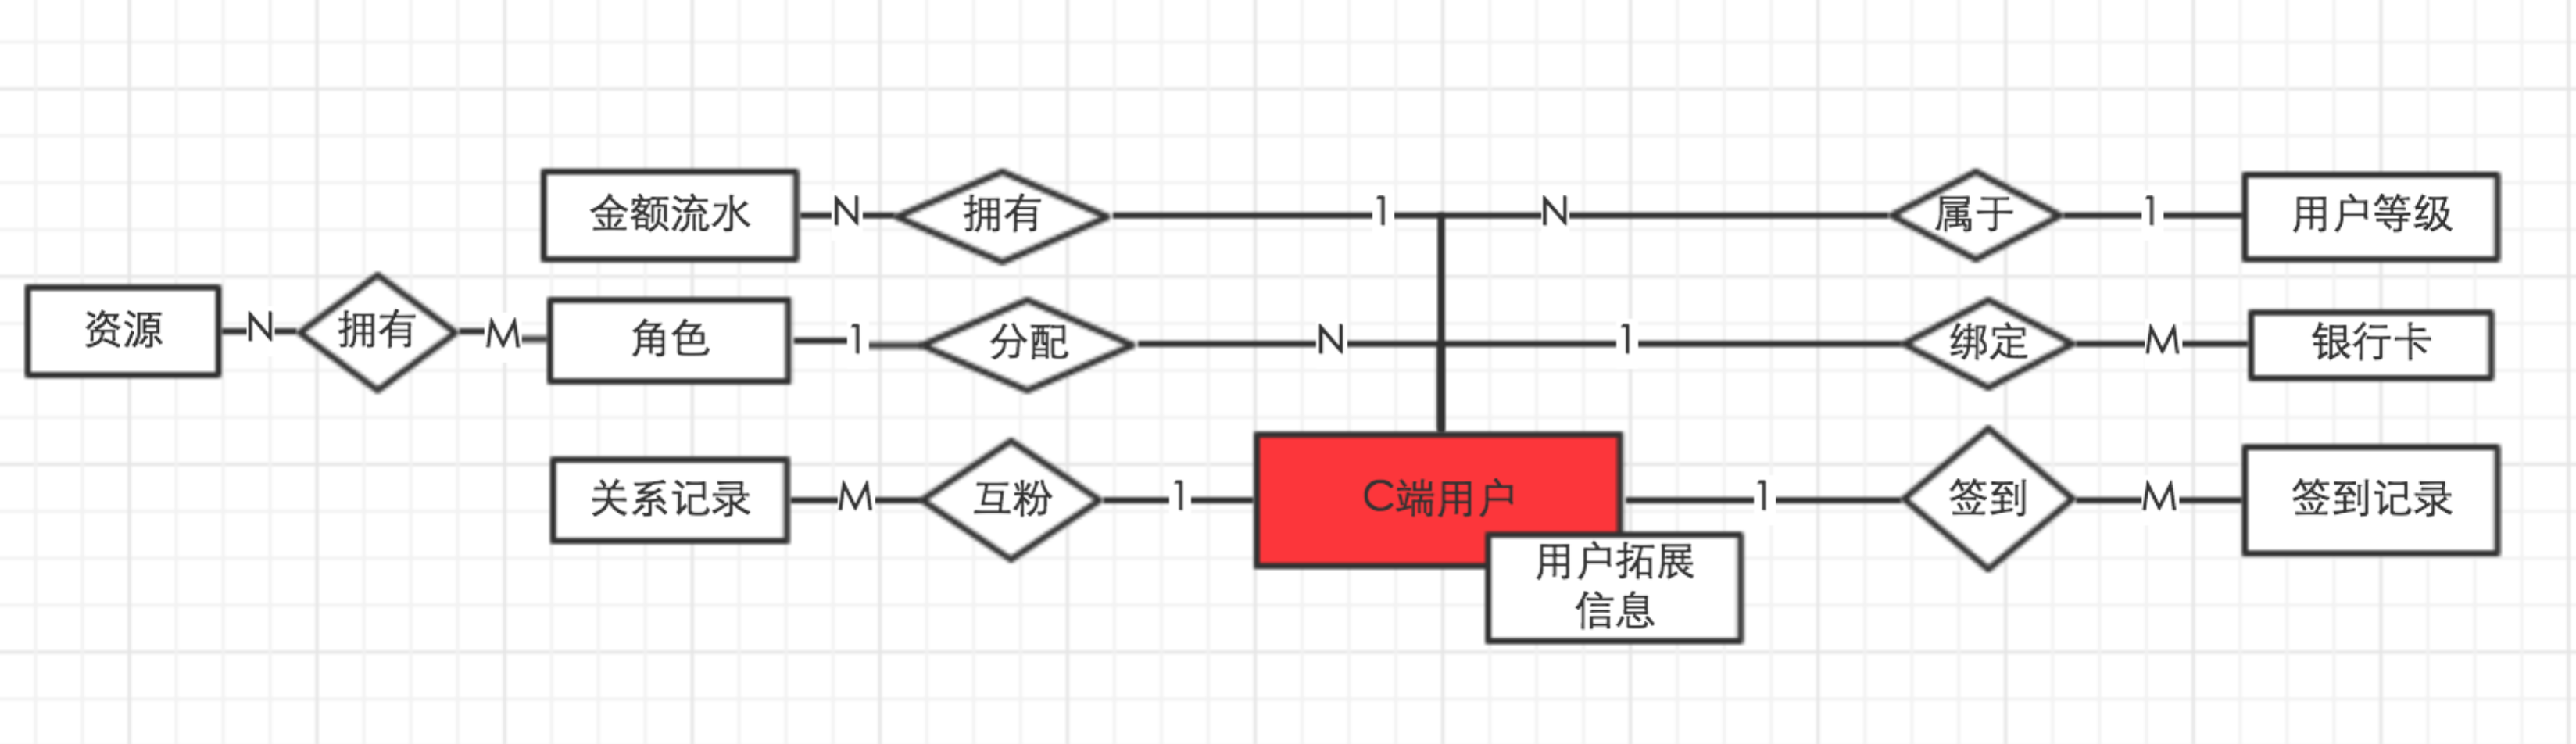 金额流水 N 拥有 1 N 属于 1 用户等级
资源 N 拥有 M 角色 1 分配 N 1 绑定 M 银行卡
关系记录 M 互粉 1 C端用户 1 签到 M 签到记录
用户拓展
信息